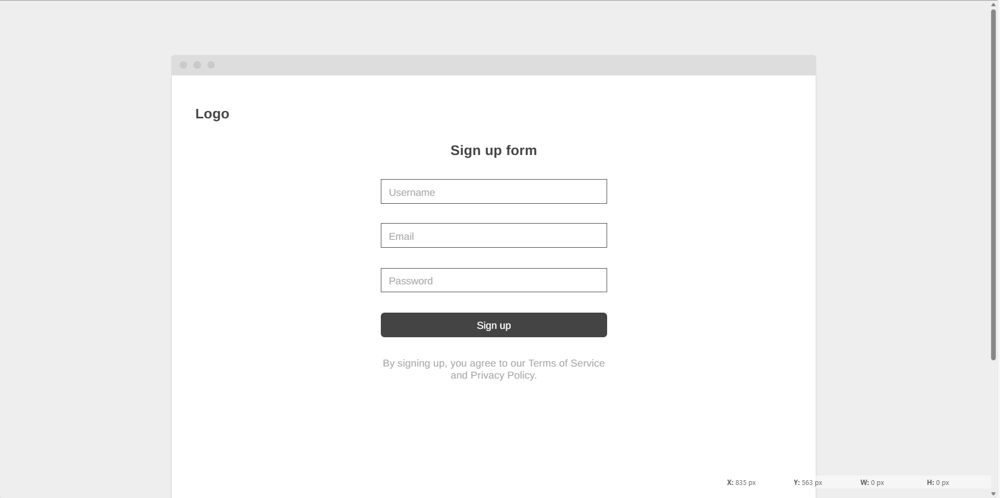 Logo
Sign up form
Username
Email
Password
Sign up
By signing up, you agree to our Terms of Service
and Privacy Policy.
X: 835 px Y: 563 px W: 0 px H: 0 px